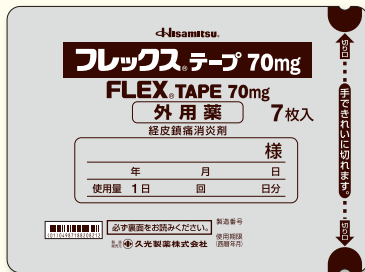 Hisamitsu.
フレックス®テープ 70mg
FLEX® TAPE 70mg
外用薬 7枚入
経皮鎮痛消炎剤
様
年 月 日
使用量 1日 回 日分
必ず裏面をお読みください。
製造番号
使用期限
(西暦年月)
久光製薬株式会社
切り口
手できれいに切れます。
切り口